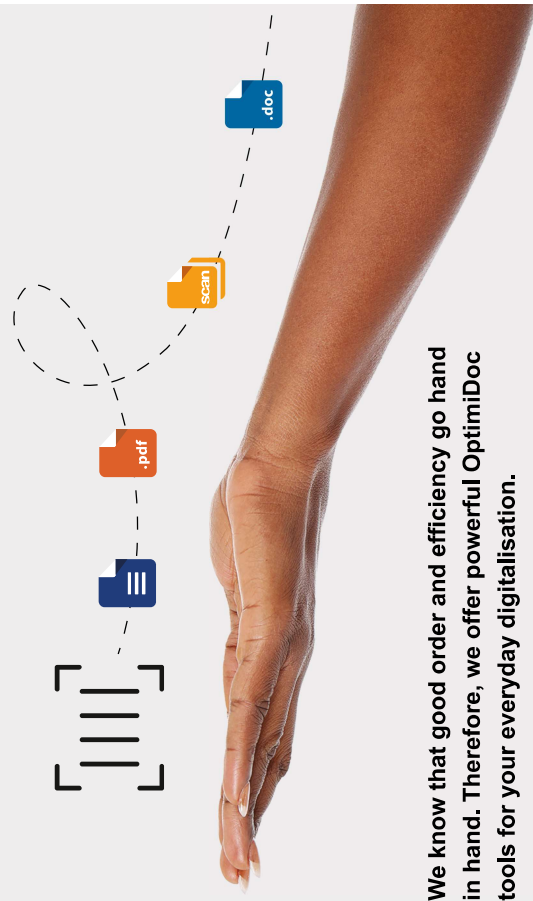 We know that good order and efficiency go hand
in hand. Therefore, we offer powerful OptimiDoc
tools for your everyday digitalisation.
.pdf
scan
.doc